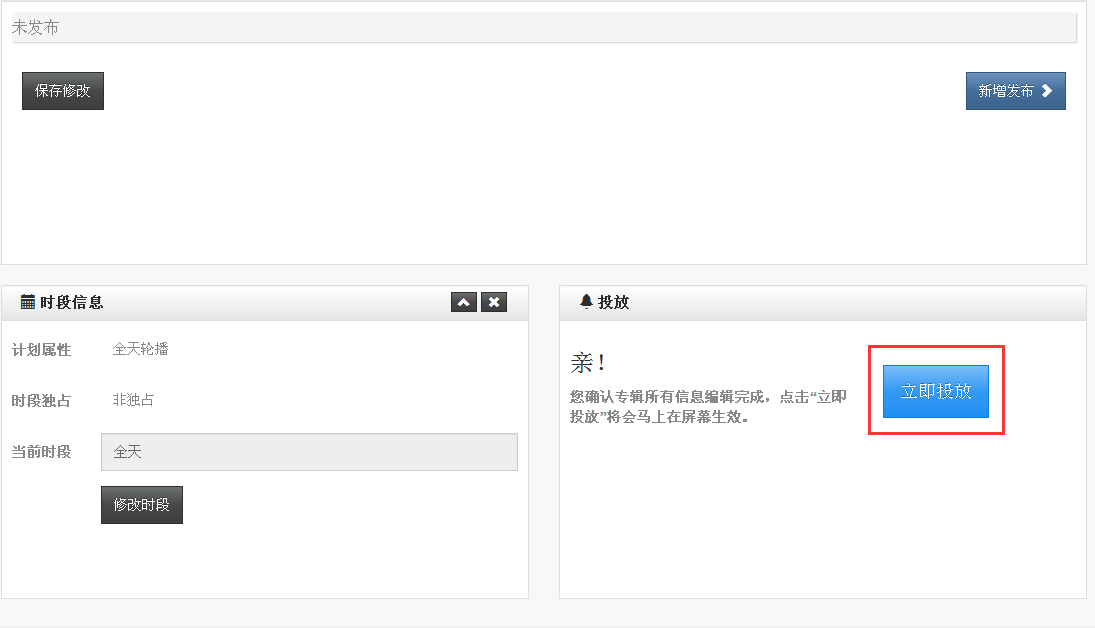 未发布
保存修改
新增发布
时段信息
计划属性 全天轮播
时段独占 非独占
当前时段 全天
修改时段
投放
亲！
您确认专辑所有信息编辑完成，点击“立即
投放”将会马上在屏幕生效。
立即投放